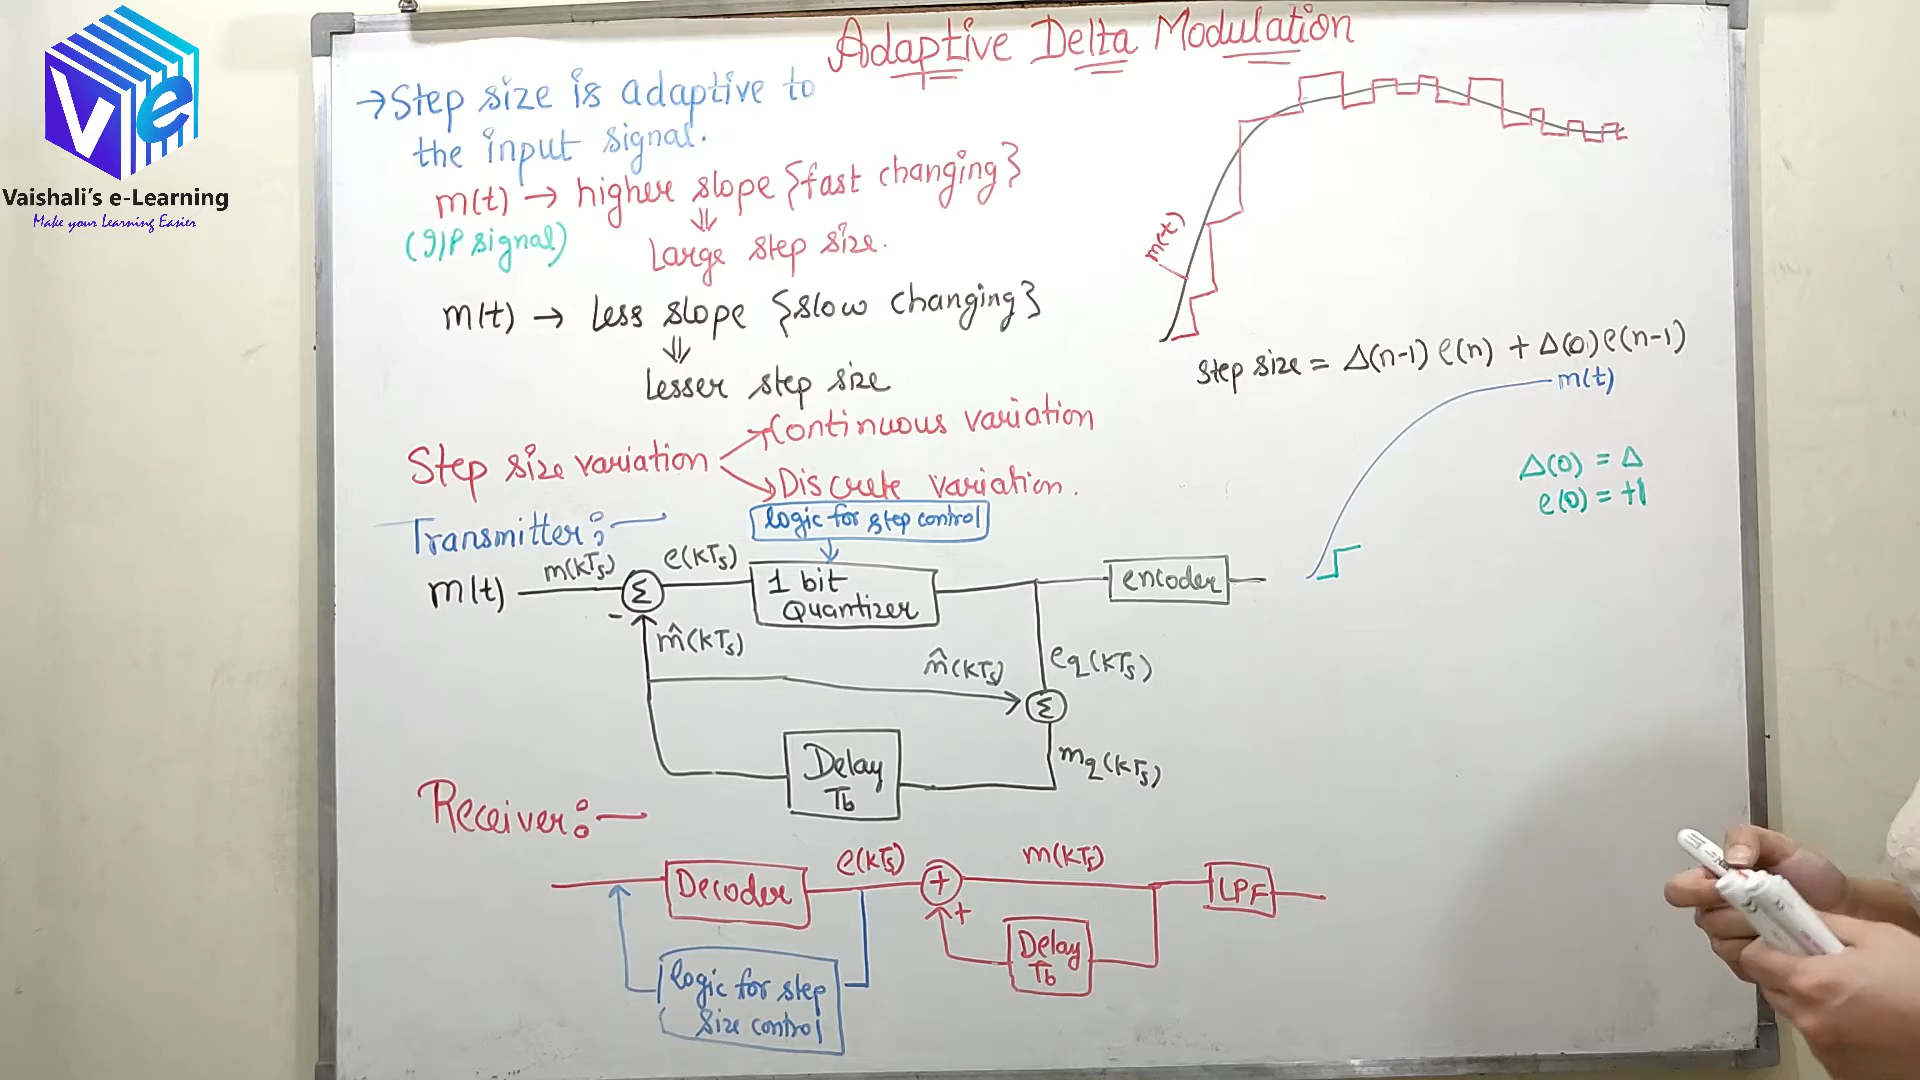 Ve
Vaishali's e-Learning
Make your Learning Easier
Adaptive Delta Modulation
→ Step size is adaptive to
the input signal.
m(t) → higher slope {fast changing}
⇓
(I/P signal)
Large step size.
m(t) → Less slope {slow changing}
⇓
Lesser step size
Step size variation
Continuous variation
Discrete variation.
Transmitter:-
logic for step control
m(t)
m(kTs)
Σ
-
e(kTs)
1 bit
Quantizer
encoder
m̂(kTs)
m̂(kTs)
eq(kTs)
Σ
mq(kTs)
Delay
Tb
Receiver:-
Decoder
e(kTs)
+
+
m(kTs)
LPF
Delay
Tb
logic for step
size control
m(t)
Step size = Δ(n-1) e(n) + Δ(0) e(n-1)
m(t)
Δ(0) = Δ
e(0) = +1